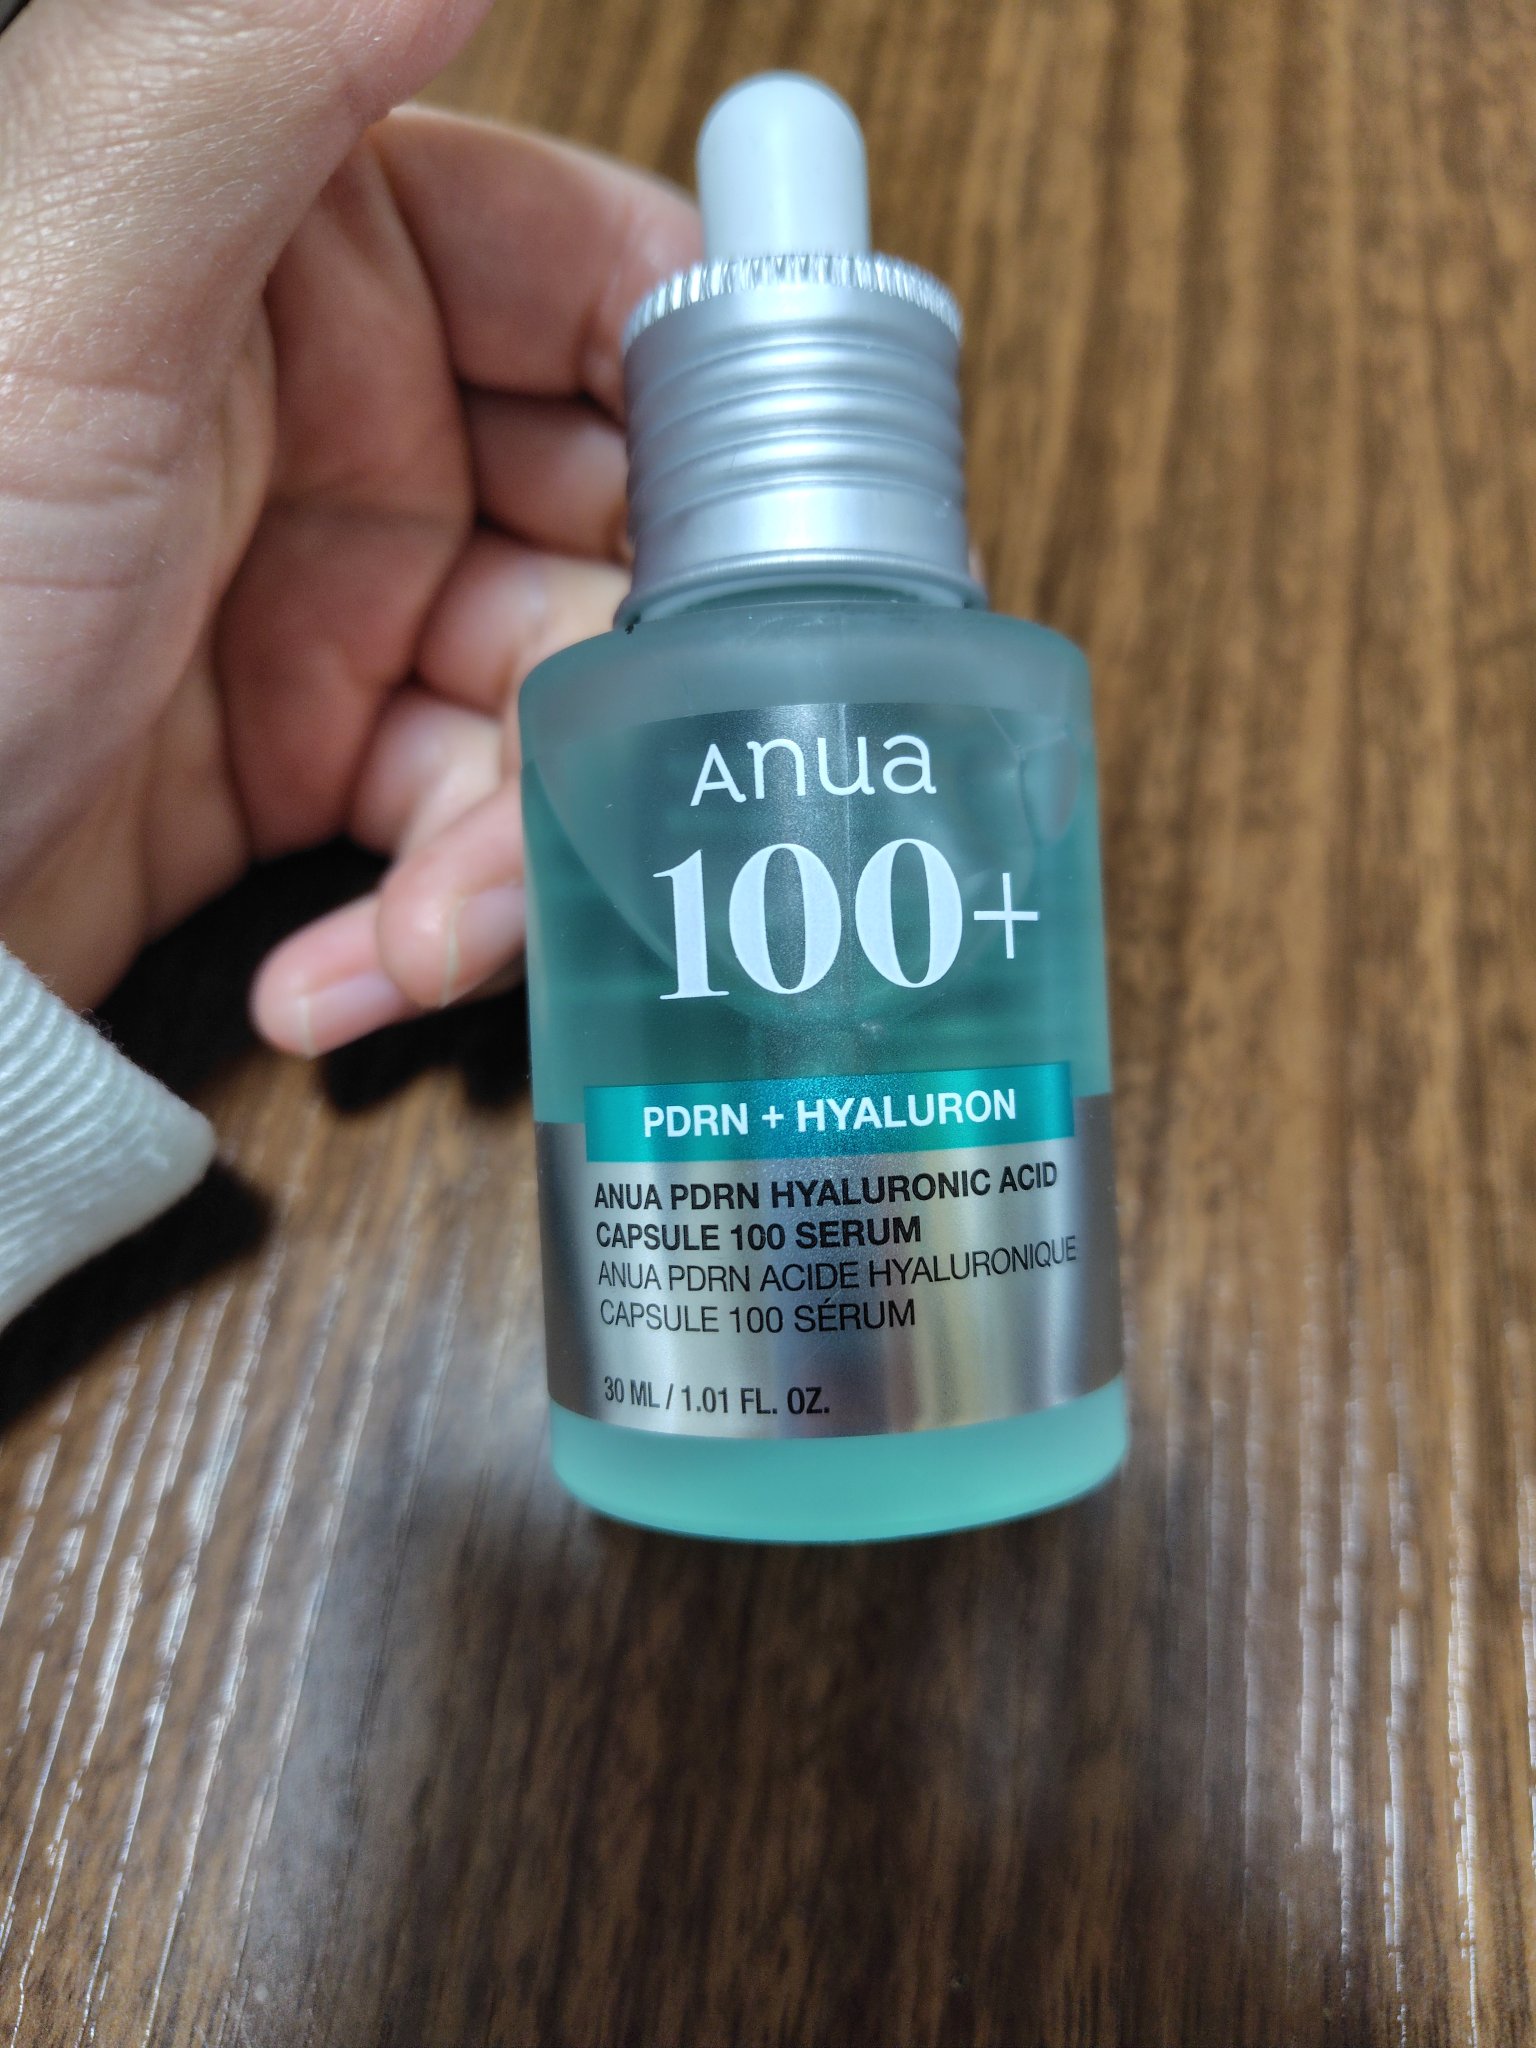 Anua
100+
PDRN + HYALURON
ANUA PDRN HYALURONIC ACID
CAPSULE 100 SERUM
ANUA PDRN ACIDE HYALURONIQUE
CAPSULE 100 SÉRUM
30 ML / 1.01 FL. OZ.